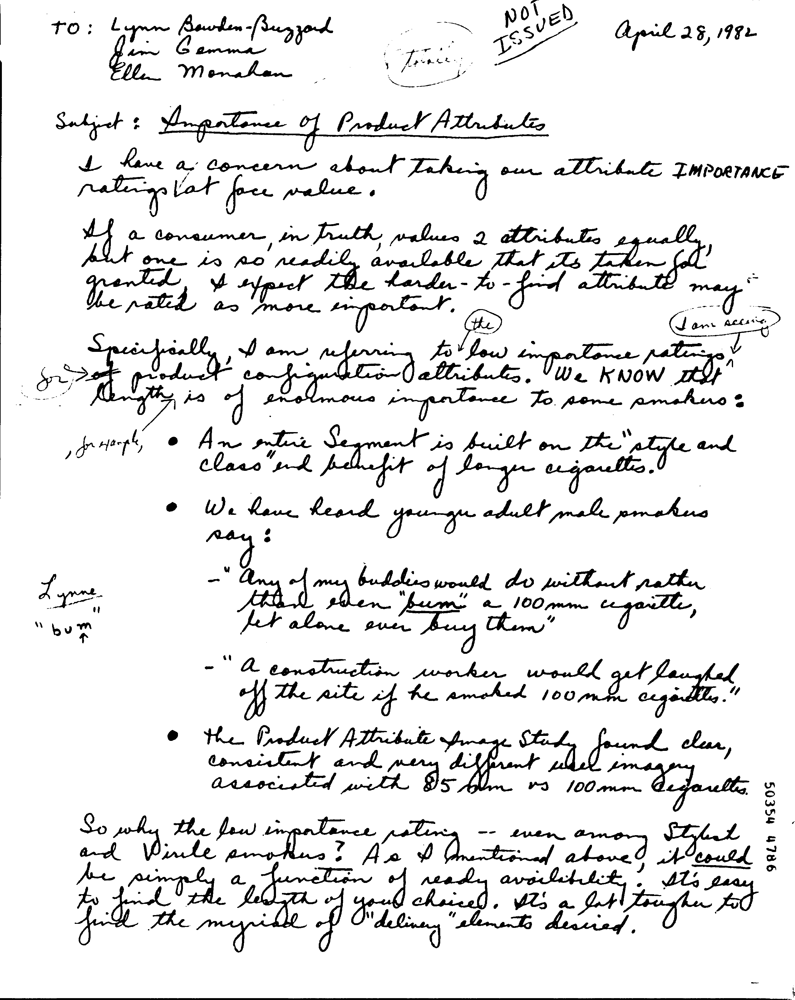 TO: Lynn Bowden-Buzzard
Jim Gemma
Ellen Monahan
NOT
ISSUED
April 28, 1982
Subject: Importance of Product Attributes
I have a concern about taking our attribute IMPORTANCE
ratings at face value.
If a consumer, in truth, values 2 attributes equally,
but one is so readily available that its taken for
granted, I expect the harder-to-find attribute may
be rated as more important.
the
I am seeing
Specifically, I am referring to low importance ratings
for
of product configuration attributes. We KNOW that
length is of enormous importance to some smokers:
, for example,
• An entire Segment is built on the "style and
class" end benefit of longer cigarettes.
• We have heard younger adult male smokers
say:
-"Any of my buddies would do without rather
than even "bum" a 100mm cigarette,
let alone ever buy them"
Lynne
"bum"
-"A construction worker would get laughed
off the site if he smoked 100mm cigarettes."
• The Product Attribute Image Study found clear,
consistent and very different user imagery
associated with 85mm vs 100mm cigarettes.
50354 4786
So why the low importance rating -- even among Stylish
and Virile smokers? As I mentioned above, it could
be simply a function of ready availability. It's easy
to find the length of your choice. It's a lot tougher to
find the myriad of "delivery" elements desired.